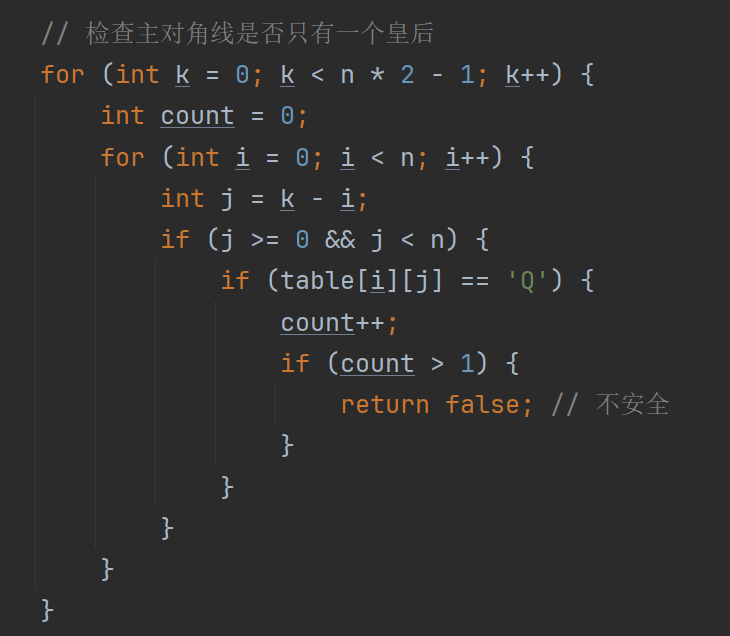 // 检查主对角线是否只有一个皇后
for (int k = 0; k < n * 2 - 1; k++) {
    int count = 0;
    for (int i = 0; i < n; i++) {
        int j = k - i;
        if (j >= 0 && j < n) {
            if (table[i][j] == 'Q') {
                count++;
                if (count > 1) {
                    return false; // 不安全
                }
            }
        }
    }
}